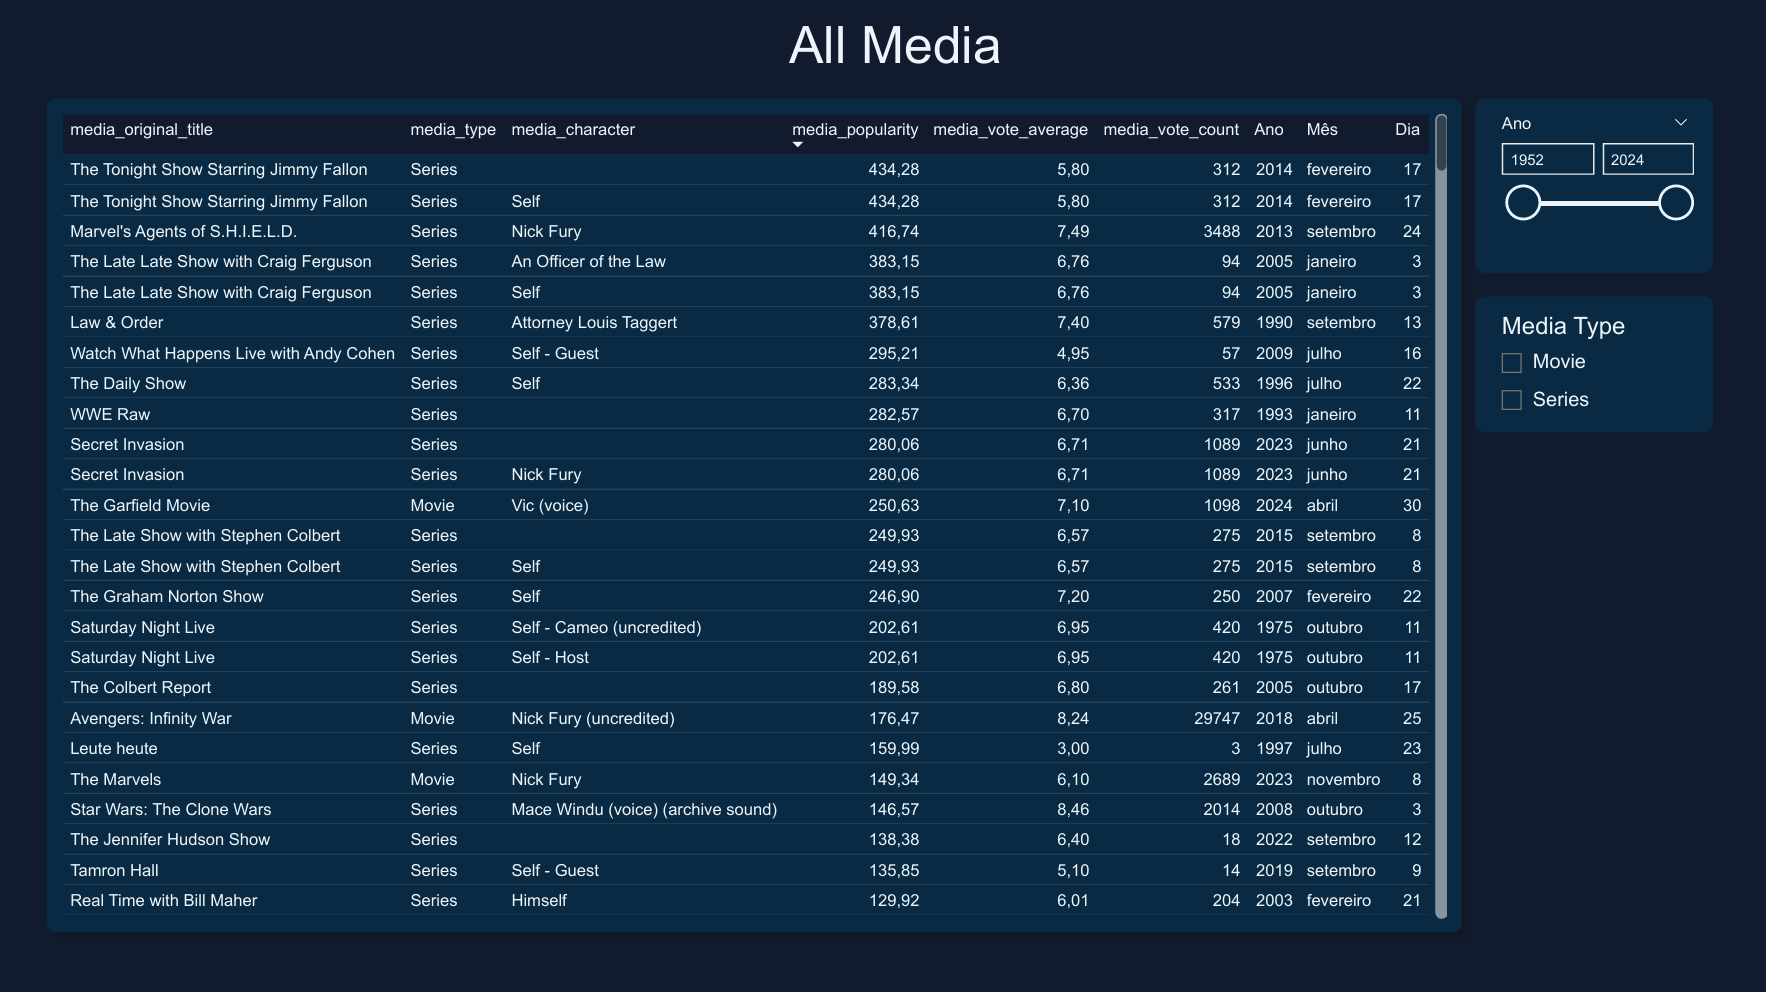 All Media
media_original_title media_type media_character media_popularity media_vote_average media_vote_count Ano Mês Dia
The Tonight Show Starring Jimmy Fallon Series 434,28 5,80 312 2014 fevereiro 17
The Tonight Show Starring Jimmy Fallon Series Self 434,28 5,80 312 2014 fevereiro 17
Marvel's Agents of S.H.I.E.L.D. Series Nick Fury 416,74 7,49 3488 2013 setembro 24
The Late Late Show with Craig Ferguson Series An Officer of the Law 383,15 6,76 94 2005 janeiro 3
The Late Late Show with Craig Ferguson Series Self 383,15 6,76 94 2005 janeiro 3
Law & Order Series Attorney Louis Taggert 378,61 7,40 579 1990 setembro 13
Watch What Happens Live with Andy Cohen Series Self - Guest 295,21 4,95 57 2009 julho 16
The Daily Show Series Self 283,34 6,36 533 1996 julho 22
WWE Raw Series 282,57 6,70 317 1993 janeiro 11
Secret Invasion Series 280,06 6,71 1089 2023 junho 21
Secret Invasion Series Nick Fury 280,06 6,71 1089 2023 junho 21
The Garfield Movie Movie Vic (voice) 250,63 7,10 1098 2024 abril 30
The Late Show with Stephen Colbert Series 249,93 6,57 275 2015 setembro 8
The Late Show with Stephen Colbert Series Self 249,93 6,57 275 2015 setembro 8
The Graham Norton Show Series Self 246,90 7,20 250 2007 fevereiro 22
Saturday Night Live Series Self - Cameo (uncredited) 202,61 6,95 420 1975 outubro 11
Saturday Night Live Series Self - Host 202,61 6,95 420 1975 outubro 11
The Colbert Report Series 189,58 6,80 261 2005 outubro 17
Avengers: Infinity War Movie Nick Fury (uncredited) 176,47 8,24 29747 2018 abril 25
Leute heute Series Self 159,99 3,00 3 1997 julho 23
The Marvels Movie Nick Fury 149,34 6,10 2689 2023 novembro 8
Star Wars: The Clone Wars Series Mace Windu (voice) (archive sound) 146,57 8,46 2014 2008 outubro 3
The Jennifer Hudson Show Series 138,38 6,40 18 2022 setembro 12
Tamron Hall Series Self - Guest 135,85 5,10 14 2019 setembro 9
Real Time with Bill Maher Series Himself 129,92 6,01 204 2003 fevereiro 21
Ano
1952 2024
Media Type
Movie
Series